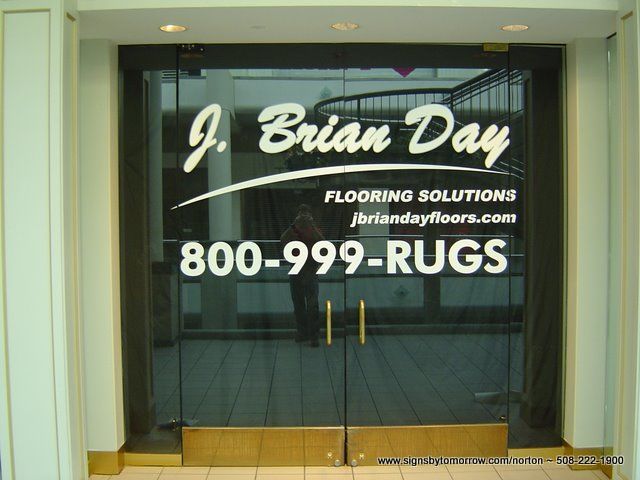 J. Brian Day
FLOORING SOLUTIONS
jbriandayfloors.com
800-999-RUGS
www.signsbytomorrow.com/norton ~ 508-222-1900